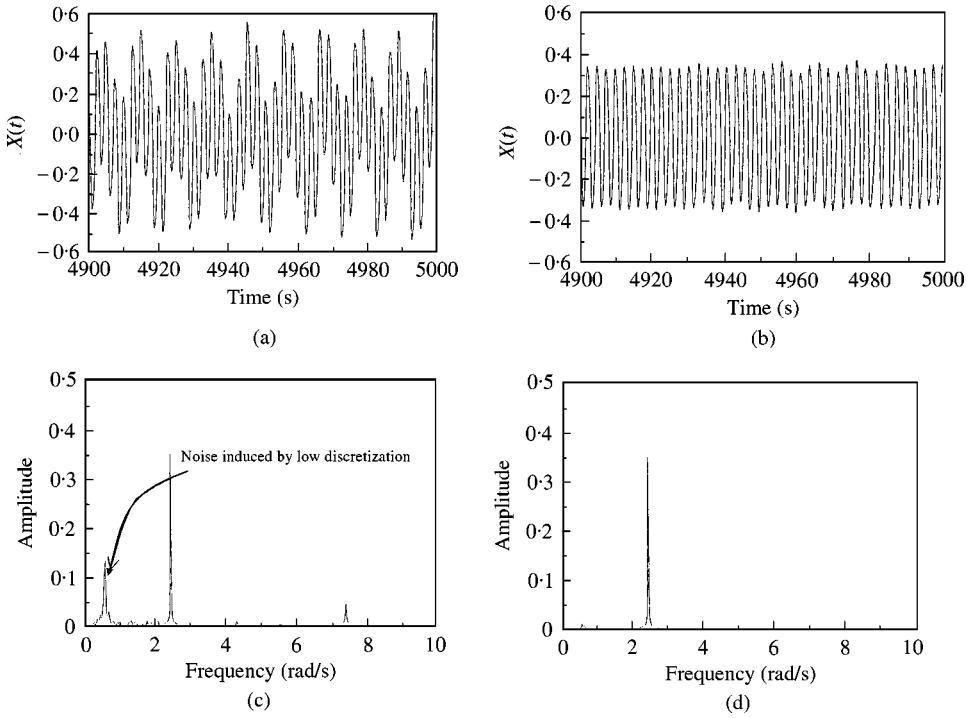 0·6
0·4
0·2
0·0
−0·2
−0·4
−0·6
X(t)
4900 4920 4940 4960 4980 5000
Time (s)
(a)
0·6
0·4
0·2
0·0
−0·2
−0·4
−0·6
X(t)
4900 4920 4940 4960 4980 5000
Time (s)
(b)
0·5
0·4
0·3
0·2
0·1
0
Amplitude
Noise induced by low discretization
0 2 4 6 8 10
Frequency (rad/s)
(c)
0·5
0·4
0·3
0·2
0·1
0
Amplitude
0 2 4 6 8 10
Frequency (rad/s)
(d)